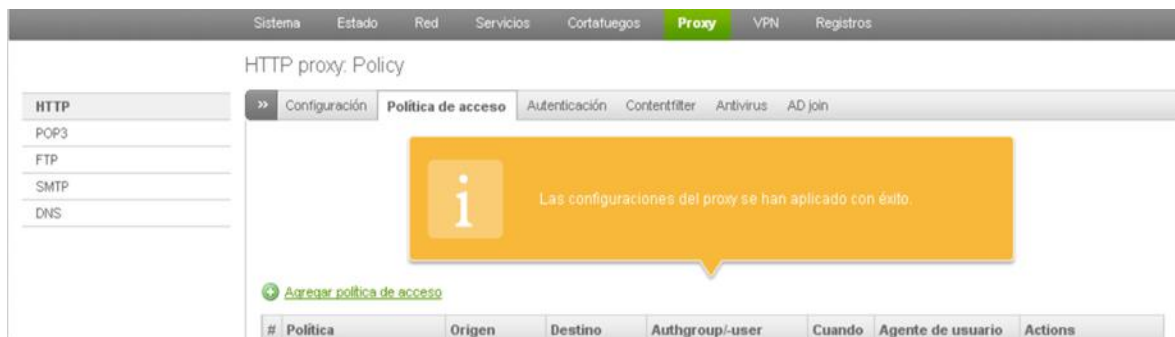 Sistema Estado Red Servicios Cortafuegos Proxy VPN Registros
HTTP proxy: Policy
HTTP
POP3
FTP
SMTP
DNS
» Configuración Política de acceso Autenticación Contentfilter Antivirus AD join
i
Las configuraciones del proxy se han aplicado con éxito.
Agregar política de acceso
# Política Origen Destino Authgroup/-user Cuando Agente de usuario Actions